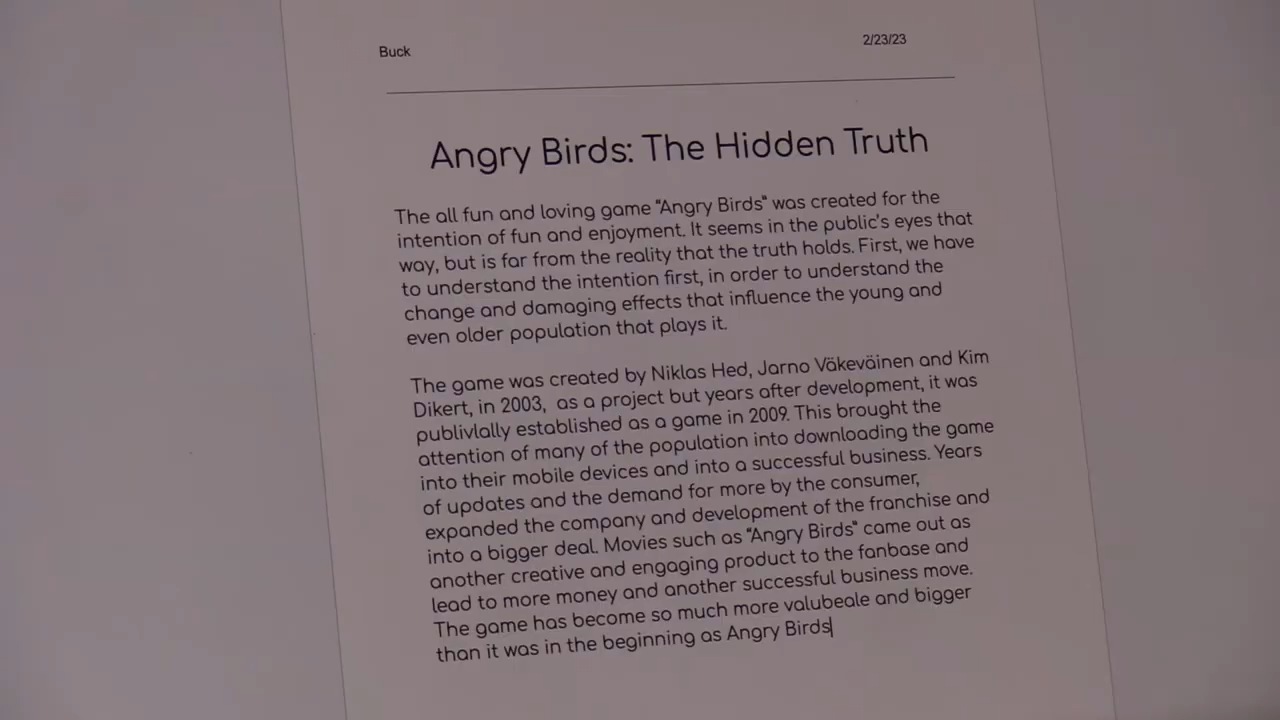 Buck 2/23/23
Angry Birds: The Hidden Truth
The all fun and loving game "Angry Birds" was created for the
intention of fun and enjoyment. It seems in the public's eyes that
way, but is far from the reality that the truth holds. First, we have
to understand the intention first, in order to understand the
change and damaging effects that influence the young and
even older population that plays it.
The game was created by Niklas Hed, Jarno Väkeväinen and Kim
Dikert, in 2003, as a project but years after development, it was
publivlally established as a game in 2009. This brought the
attention of many of the population into downloading the game
into their mobile devices and into a successful business. Years
of updates and the demand for more by the consumer,
expanded the company and development of the franchise and
into a bigger deal. Movies such as "Angry Birds" came out as
another creative and engaging product to the fanbase and
lead to more money and another successful business move.
The game has become so much more valubeale and bigger
than it was in the beginning as Angry Birds